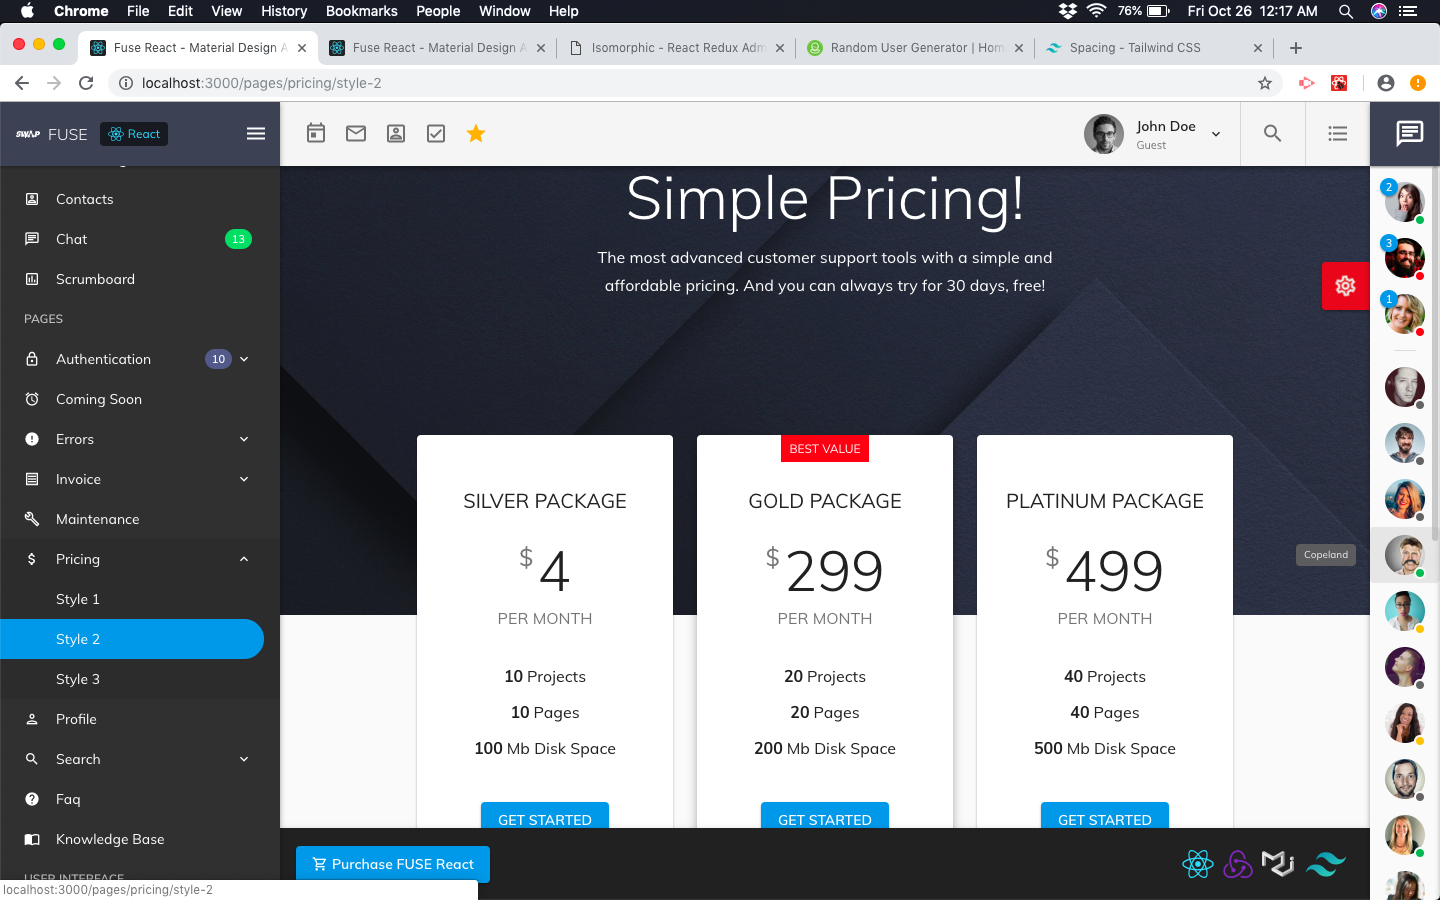 Chrome File Edit View History Bookmarks People Window Help 76% Fri Oct 26 12:17 AM
Fuse React - Material Design A Fuse React - Material Design A Isomorphic - React Redux Adm Random User Generator | Hom Spacing - Tailwind CSS
localhost:3000/pages/pricing/style-2
SWAP FUSE React
John Doe
Guest
Contacts
Chat 13
Scrumboard
PAGES
Authentication 10
Coming Soon
Errors
Invoice
Maintenance
$ Pricing
Style 1
Style 2
Style 3
Profile
Search
Faq
Knowledge Base
USER INTERFACE
localhost:3000/pages/pricing/style-2
Simple Pricing!
The most advanced customer support tools with a simple and
affordable pricing. And you can always try for 30 days, free!
SILVER PACKAGE
$ 4
PER MONTH
10 Projects
10 Pages
100 Mb Disk Space
GET STARTED
BEST VALUE
GOLD PACKAGE
$ 299
PER MONTH
20 Projects
20 Pages
200 Mb Disk Space
GET STARTED
PLATINUM PACKAGE
$ 499
PER MONTH
40 Projects
40 Pages
500 Mb Disk Space
GET STARTED
Purchase FUSE React
2
3
1
Copeland